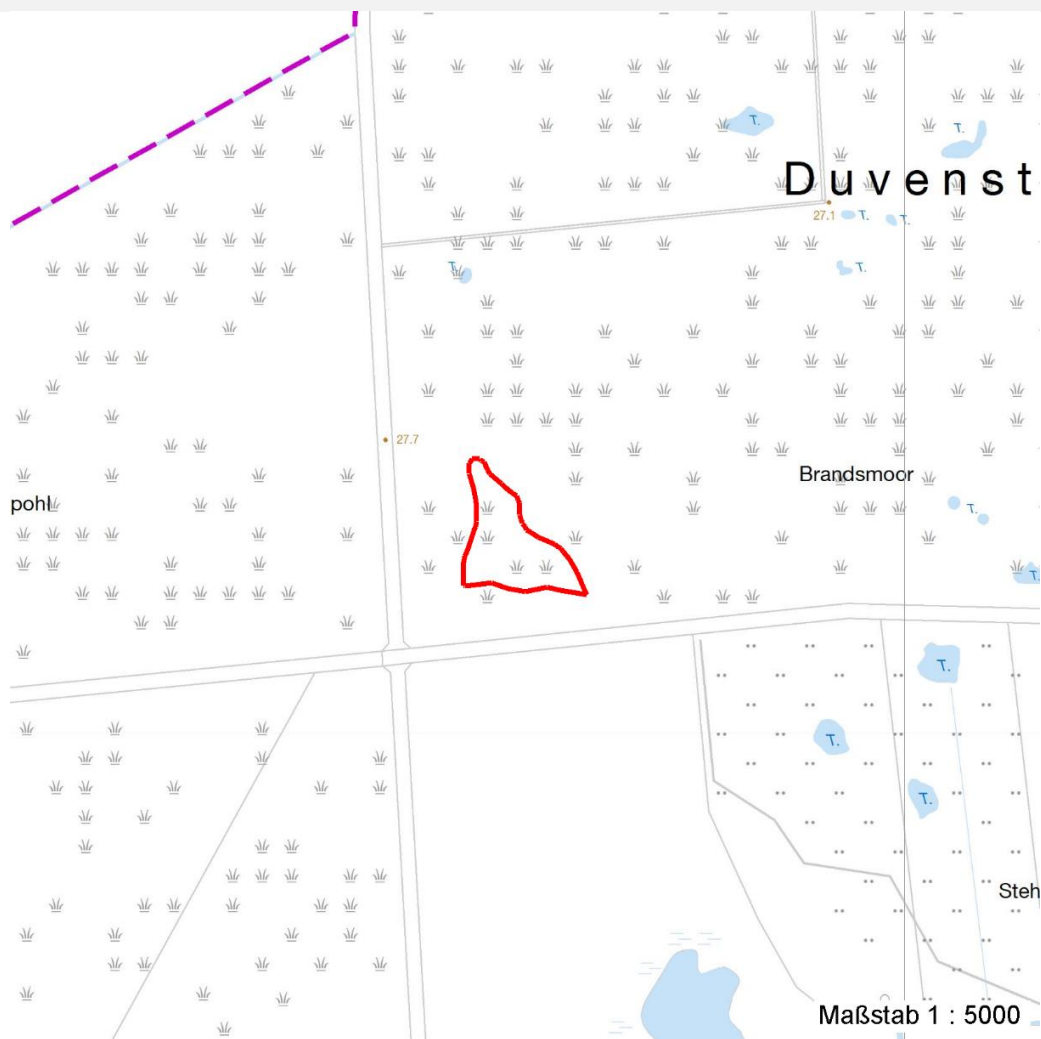 T.
T.
Duvenst
27.1
T.
T.
T.
T.
27.7
Brandsmoor
pohl
T.
T.
T.
T.
T.
Steh
Maßstab 1 : 5000